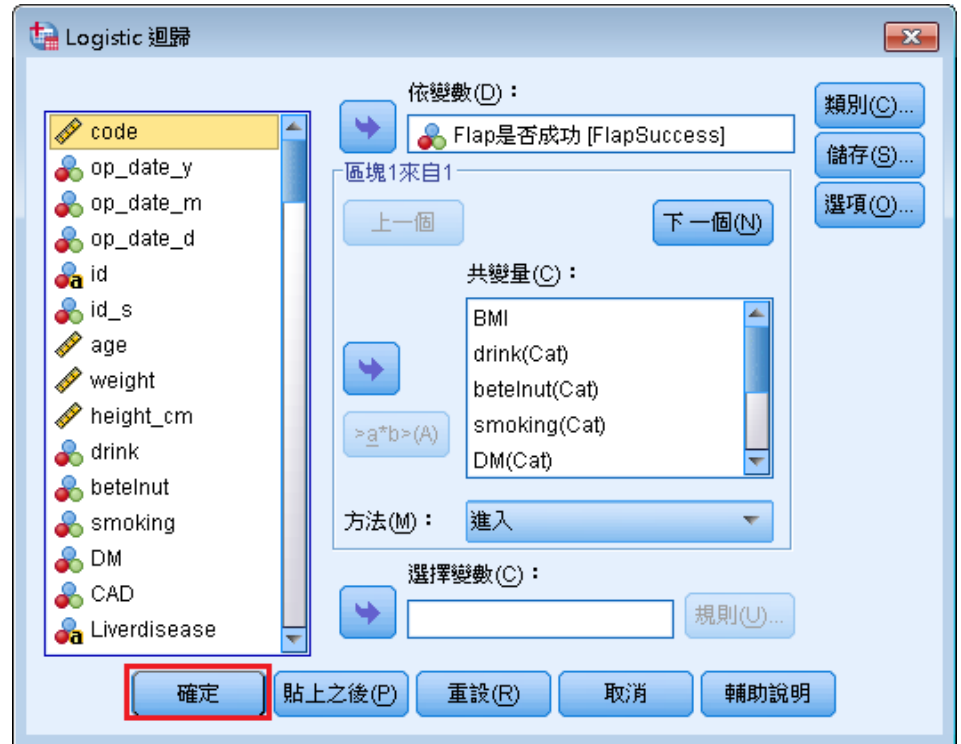 Logistic 迴歸
code
op_date_y
op_date_m
op_date_d
id
id_s
age
weight
height_cm
drink
betelnut
smoking
DM
CAD
Liverdisease
依變數(D)：
Flap是否成功 [FlapSuccess]
區塊1來自1
上一個
下一個(N)
共變量(C)：
BMI
drink(Cat)
betelnut(Cat)
smoking(Cat)
DM(Cat)
>a*b>(A)
方法(M)：
進入
選擇變數(C)：
規則(U)...
類別(C)...
儲存(S)...
選項(O)...
確定
貼上之後(P)
重設(R)
取消
輔助說明